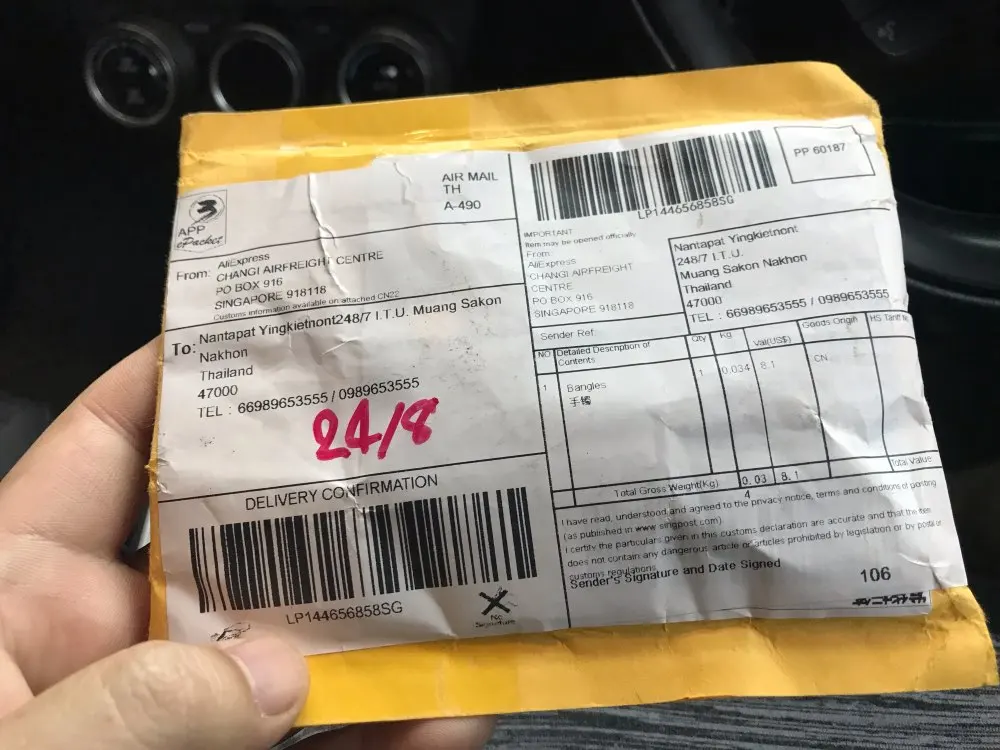 3
APP
ePacket
AIR MAIL
TH
A-490
From: AliExpress
CHANGI AIRFREIGHT CENTRE
PO BOX 916
SINGAPORE 918118
Customs information available on attached CN22
To: Nantapat Yingkietnont248/7 I.T.U. Muang Sakon
Nakhon
Thailand
47000
TEL : 66989653555 / 0989653555
24/8
DELIVERY CONFIRMATION
LP144656858SG
No
Signature
LP144656858SG
PP 60187
IMPORTANT
Item may be opened officially
From
AliExpress
CHANGI AIRFREIGHT
CENTRE
PO BOX 916
SINGAPORE 918118
Nantapat Yingkietnont
248/7 I.T.U.
Muang Sakon Nakhon
Thailand
47000
TEL : 66989653555 / 0989653555
Sender Ref:
NO Detailed Description of Contents Qty Kg Val(US$) Goods Origin HS Tariff
1 Bangles 1 0.034 8.1 CN
手镯
Total Gross Weight(Kg) 0.034 8.1 Total Value
I have read, understood and agreed to the privacy notice, terms and conditions of posting
(as published in www.singpost.com).
I certify the particulars given in this customs declaration are accurate and that the item
does not contain any dangerous article or articles prohibited by legislation or by postal or
customs regulations.
Sender's Signature and Date Signed
106